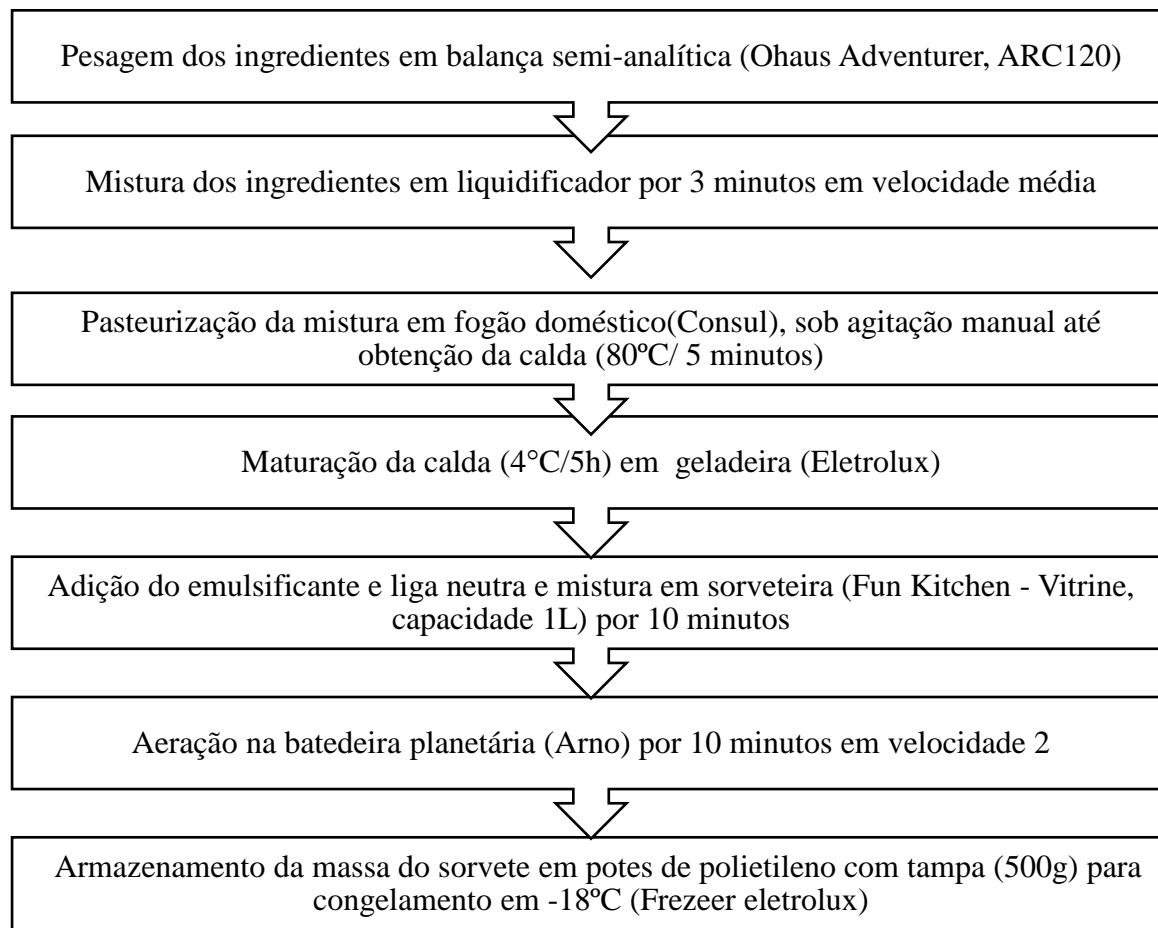 Pesagem dos ingredientes em balança semi-analítica (Ohaus Adventurer, ARC120)
Mistura dos ingredientes em liquidificador por 3 minutos em velocidade média
Pasteurização da mistura em fogão doméstico(Consul), sob agitação manual até
obtenção da calda (80ºC/ 5 minutos)
Maturação da calda (4°C/5h) em  geladeira (Eletrolux)
Adição do emulsificante e liga neutra e mistura em sorveteira (Fun Kitchen - Vitrine,
capacidade 1L) por 10 minutos
Aeração na batedeira planetária (Arno) por 10 minutos em velocidade 2
Armazenamento da massa do sorvete em potes de polietileno com tampa (500g) para
congelamento em -18ºC (Frezeer eletrolux)